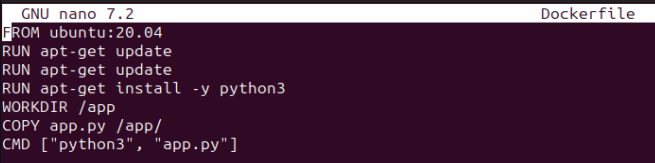 GNU nano 7.2 Dockerfile
FROM ubuntu:20.04
RUN apt-get update
RUN apt-get update
RUN apt-get install -y python3
WORKDIR /app
COPY app.py /app/
CMD ["python3", "app.py"]